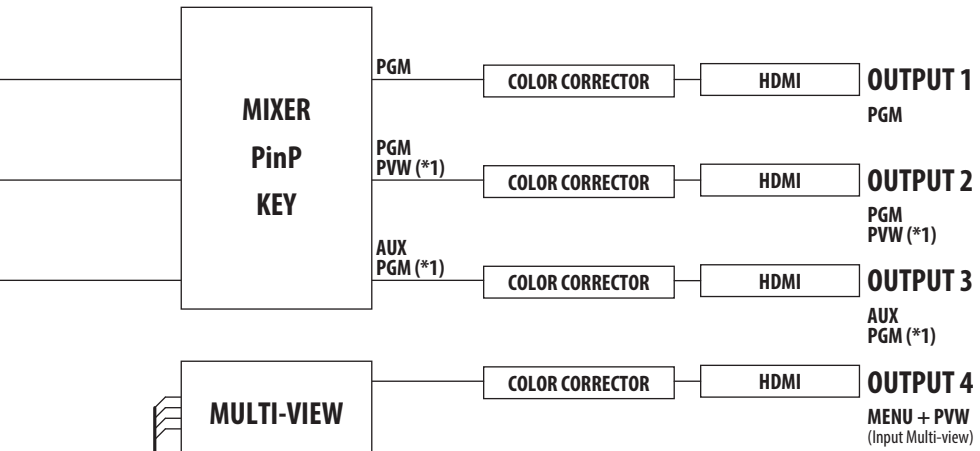 PGM
COLOR CORRECTOR
HDMI
OUTPUT 1
PGM
MIXER
PinP
KEY
PGM
PVW (*1)
COLOR CORRECTOR
HDMI
OUTPUT 2
PGM
PVW (*1)
AUX
PGM (*1)
COLOR CORRECTOR
HDMI
OUTPUT 3
AUX
PGM (*1)
MULTI-VIEW
COLOR CORRECTOR
HDMI
OUTPUT 4
MENU + PVW
(Input Multi-view)